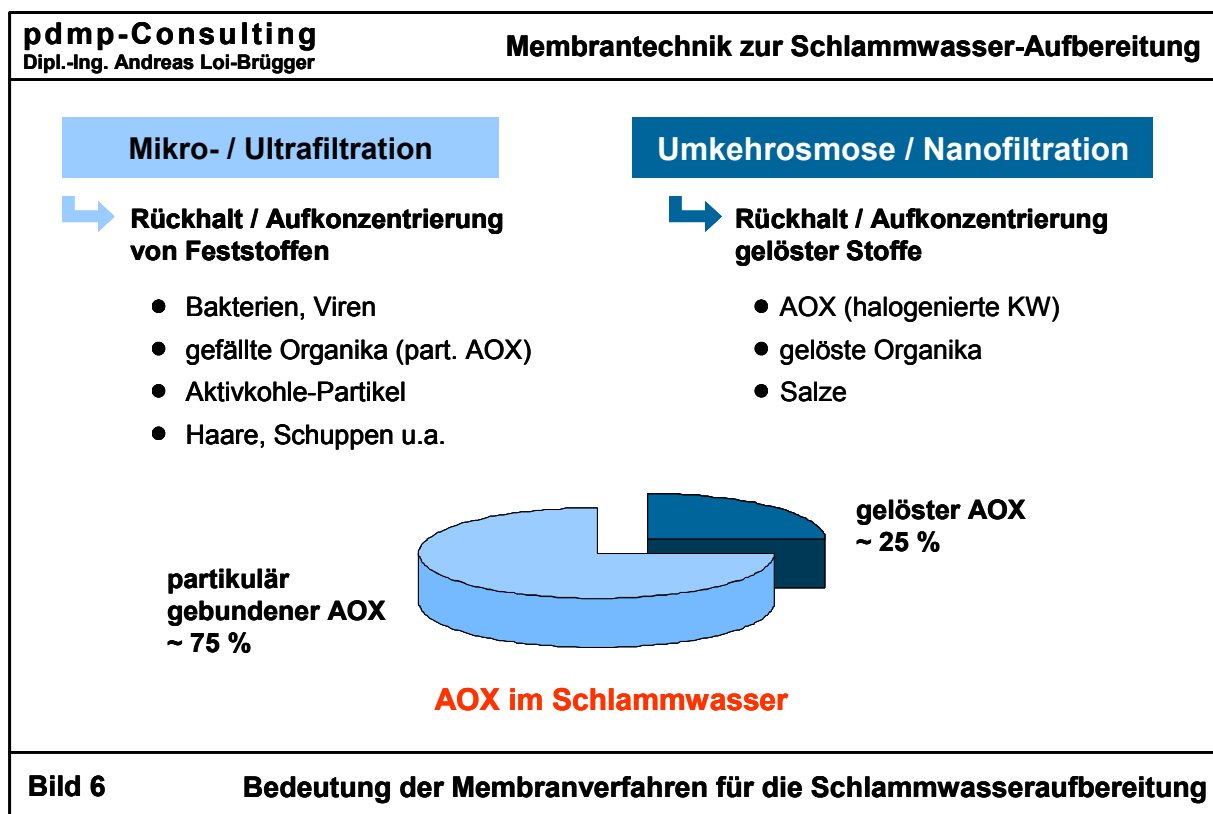 pdmp-Consulting
Dipl.-Ing. Andreas Loi-Brügger
Membrantechnik zur Schlammwasser-Aufbereitung
Mikro- / Ultrafiltration
Rückhalt / Aufkonzentrierung
von Feststoffen
● Bakterien, Viren
● gefällte Organika (part. AOX)
● Aktivkohle-Partikel
● Haare, Schuppen u.a.
Umkehrosmose / Nanofiltration
Rückhalt / Aufkonzentrierung
gelöster Stoffe
● AOX (halogenierte KW)
● gelöste Organika
● Salze
gelöster AOX
~ 25 %
partikulär
gebundener AOX
~ 75 %
AOX im Schlammwasser
Bild 6
Bedeutung der Membranverfahren für die Schlammwasseraufbereitung